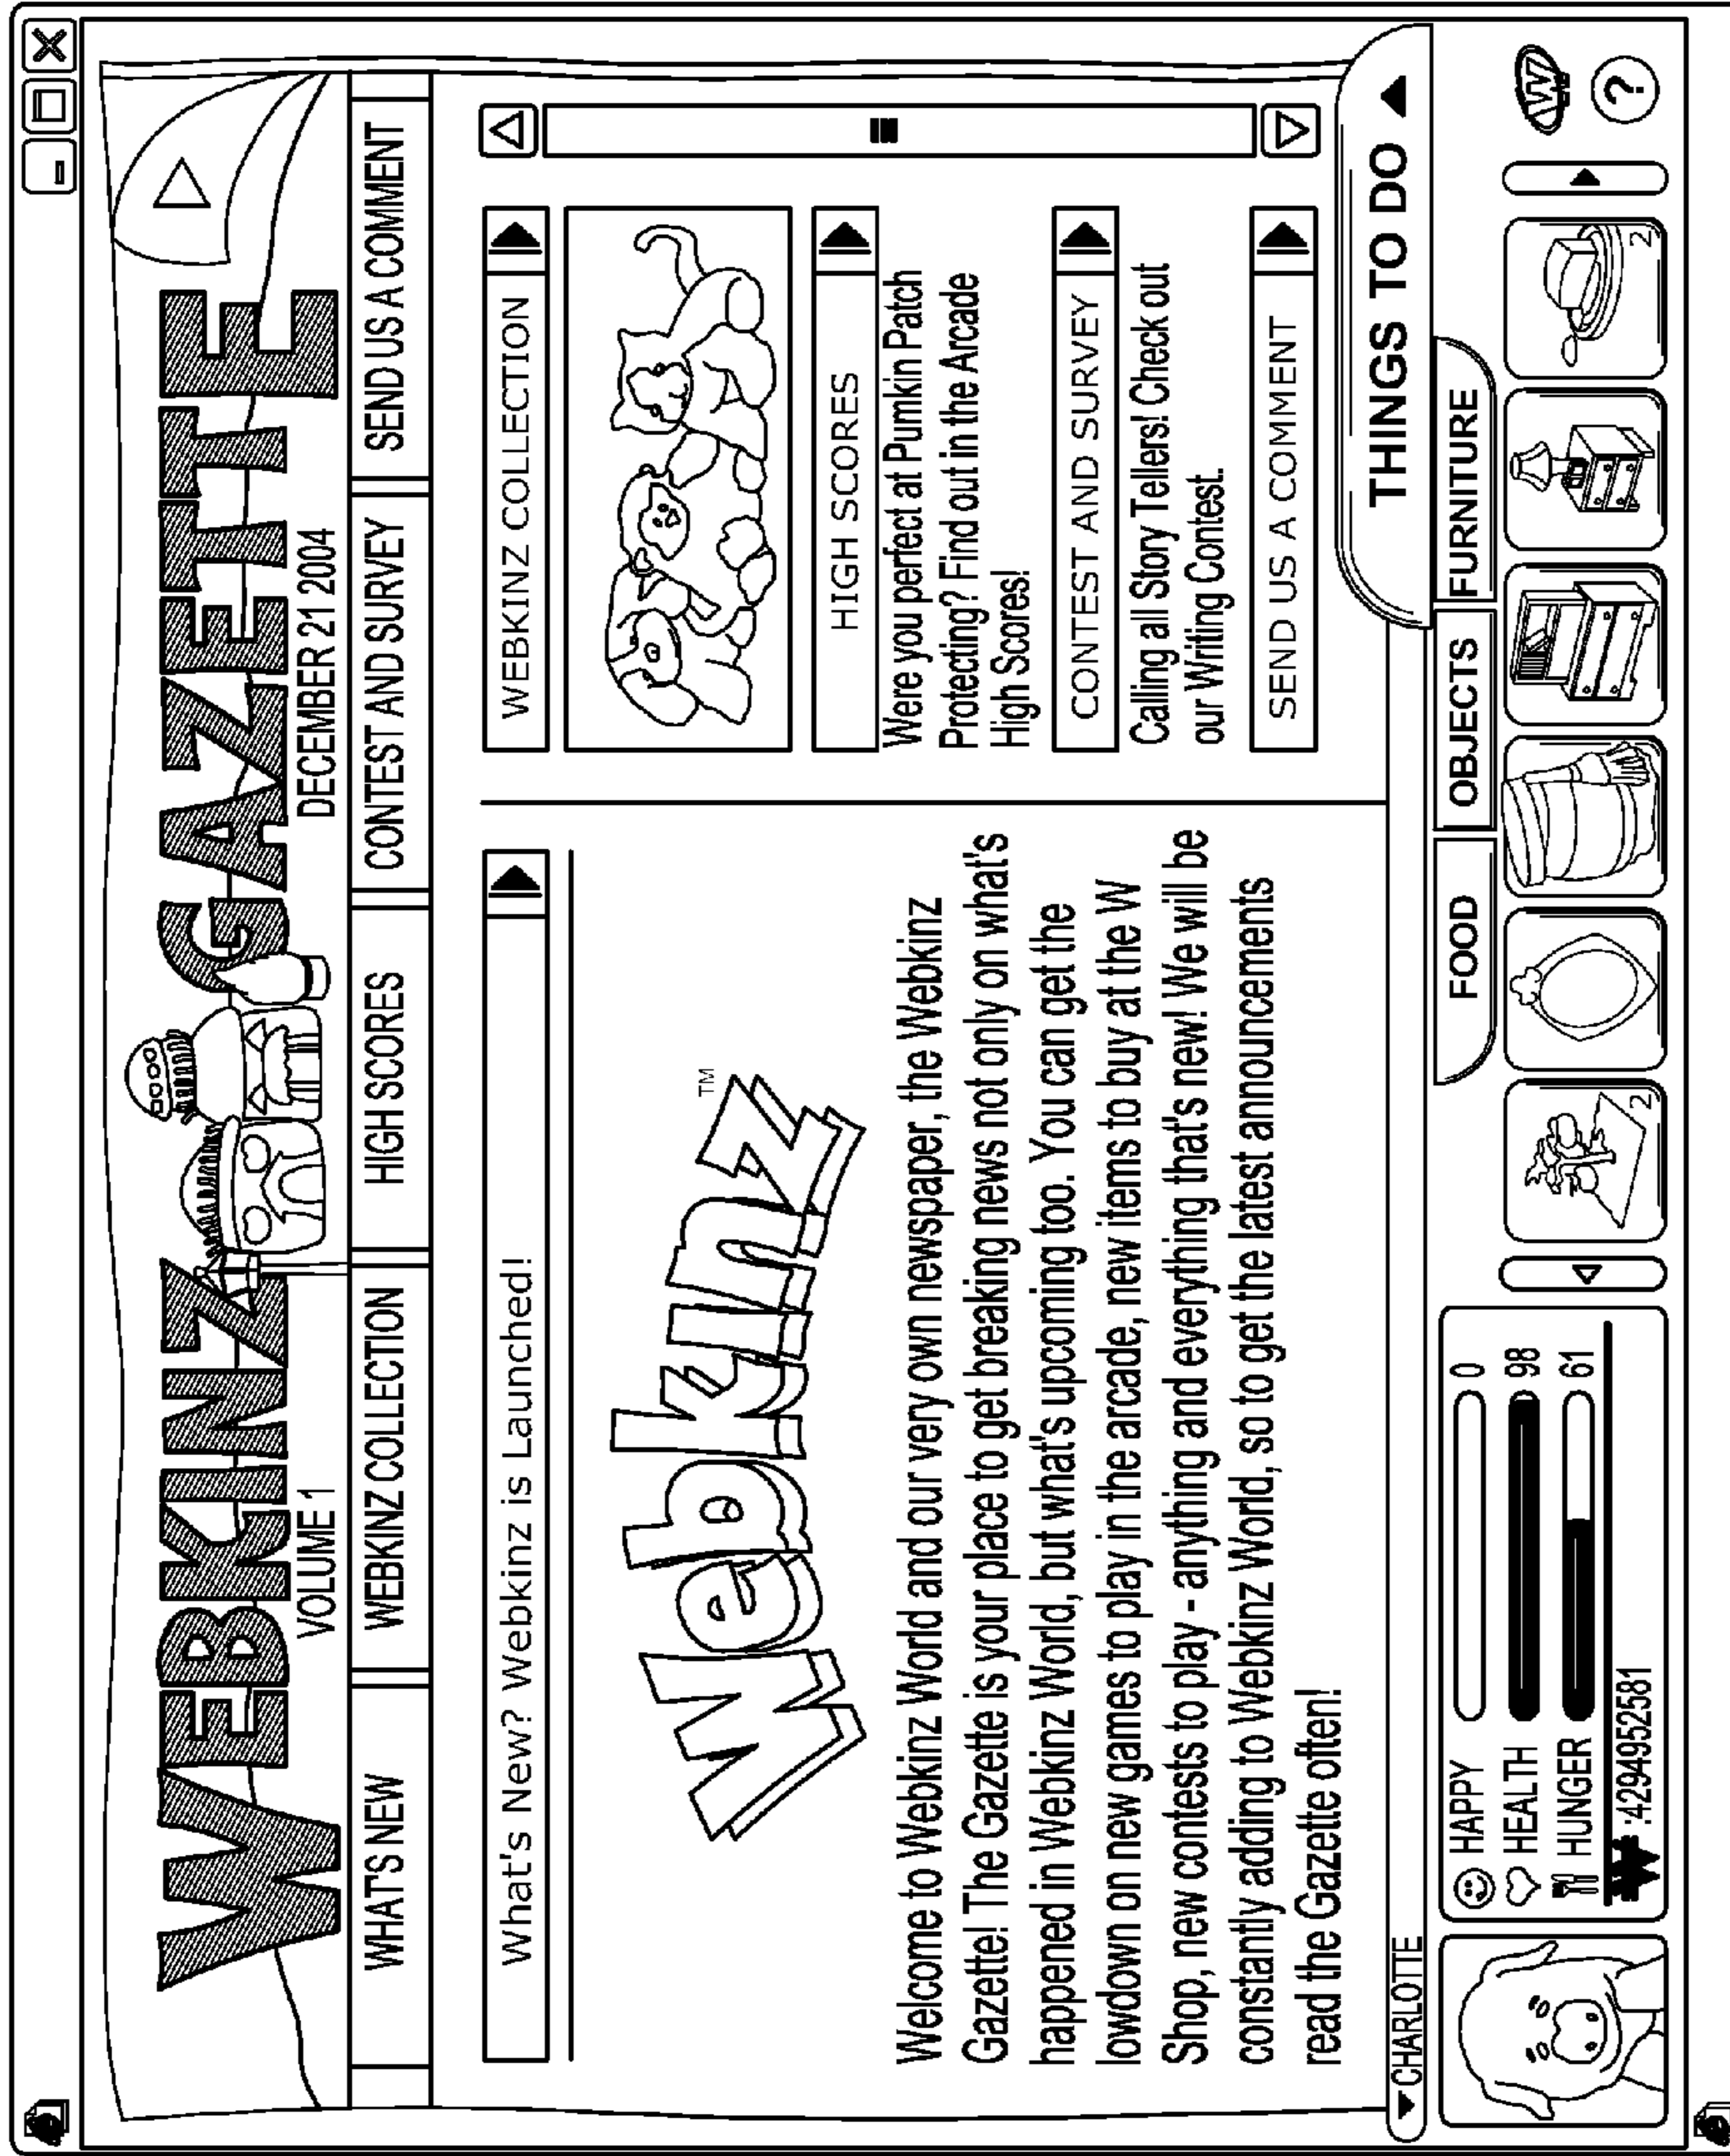 WEBKINZ GAZETTE
VOLUME 1
DECEMBER 21 2004
WHAT'S NEW
WEBKINZ COLLECTION
HIGH SCORES
CONTEST AND SURVEY
SEND US A COMMENT
What's New? Webkinz is Launched!
Webkinz™
Welcome to Webkinz World and our very own newspaper, the Webkinz
Gazette! The Gazette is your place to get breaking news not only on what's
happened in Webkinz World, but what's upcoming too. You can get the
lowdown on new games to play in the arcade, new items to buy at the W
Shop, new contests to play - anything and everything that's new! We will be
constantly adding to Webkinz World, so to get the latest announcements
read the Gazette often!
WEBKINZ COLLECTION
HIGH SCORES
Were you perfect at Pumkin Patch
Protecting? Find out in the Arcade
High Scores!
CONTEST AND SURVEY
Calling all Story Tellers! Check out
our Writing Contest.
SEND US A COMMENT
THINGS TO DO
CHARLOTTE
HAPPY 0
HEALTH 98
HUNGER 61
:4294952581
FOOD
OBJECTS
FURNITURE
2
2
W
?